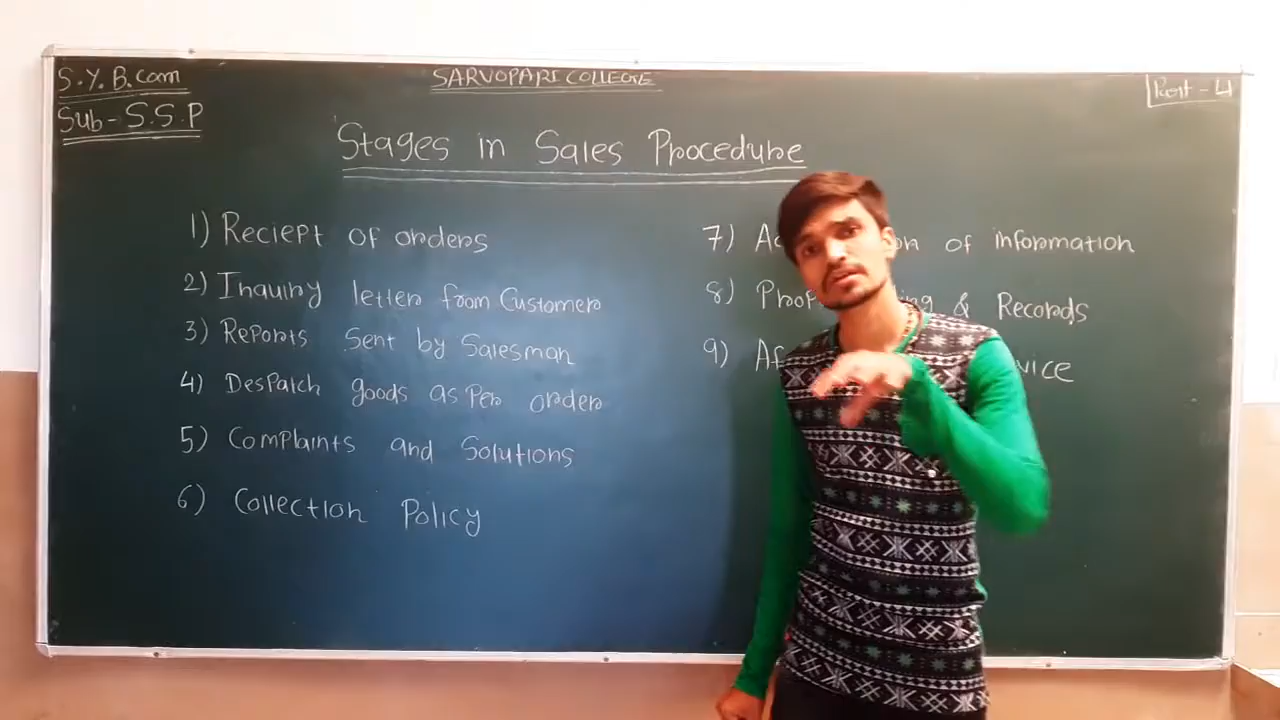 S.Y.B.com
SARVOPARI COLLEGE
Part - 4
Sub - S.S.P
Stages in Sales Procedure
1) Reciept of orders
2) Inquiry letter from Customer
3) Reports Sent by Salesman
4) Despatch goods as Per order
5) Complaints and Solutions
6) Collection Policy
7) of information
8) & Records
9)